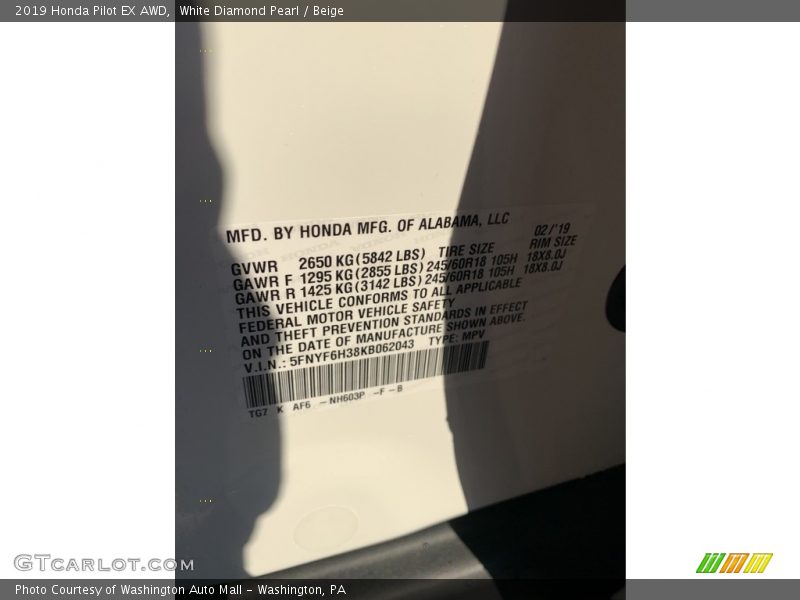 2019 Honda Pilot EX AWD, White Diamond Pearl / Beige
MFD. BY HONDA MFG. OF ALABAMA, LLC 02/'19
GVWR 2650 KG (5842 LBS) TIRE SIZE RIM SIZE
GAWR F 1295 KG (2855 LBS) 245/60R18 105H 18X8.0J
GAWR R 1425 KG (3142 LBS) 245/60R18 105H 18X8.0J
THIS VEHICLE CONFORMS TO ALL APPLICABLE
FEDERAL MOTOR VEHICLE SAFETY
AND THEFT PREVENTION STANDARDS IN EFFECT
ON THE DATE OF MANUFACTURE SHOWN ABOVE.
V.I.N.: 5FNYF6H38KB062043 TYPE: MPV
TG7 K AF6 -NH603P -F-B
GTCARLOT.COM
Photo Courtesy of Washington Auto Mall - Washington, PA